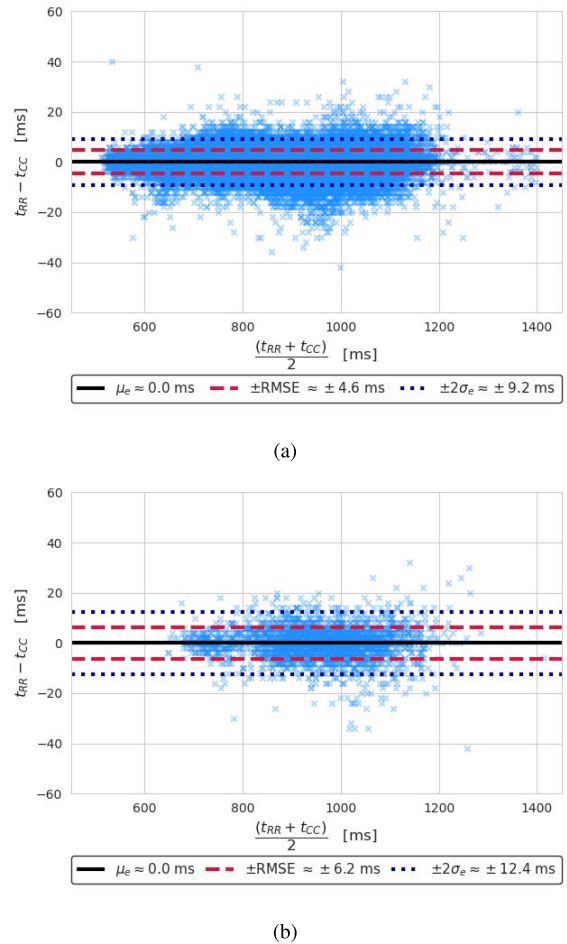 60
40
20
0
−20
−40
−60
t_RR − t_CC [ms]
600 800 1000 1200 1400
(t_RR + t_CC)
2 [ms]
μ_e ≈ 0.0 ms ±RMSE ≈ ± 4.6 ms ±2σ_e ≈ ± 9.2 ms
(a)
60
40
20
0
−20
−40
−60
t_RR − t_CC [ms]
600 800 1000 1200 1400
(t_RR + t_CC)
2 [ms]
μ_e ≈ 0.0 ms ±RMSE ≈ ± 6.2 ms ±2σ_e ≈ ± 12.4 ms
(b)